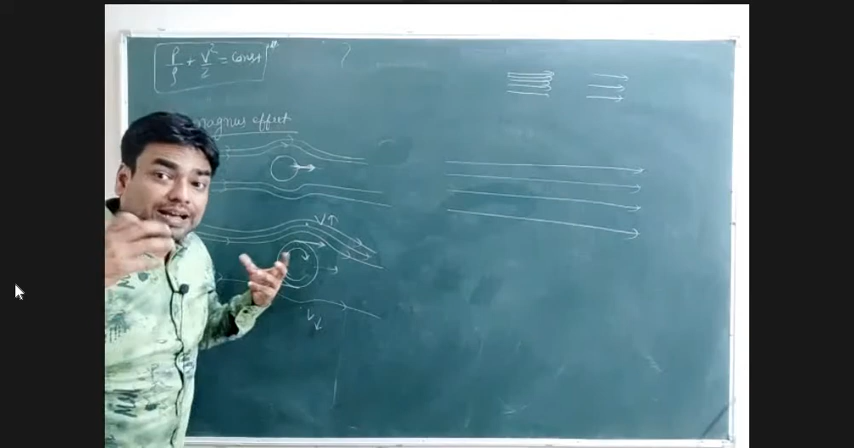 P/ρ + V²/2 = const
magnus effect
V↑
V↓